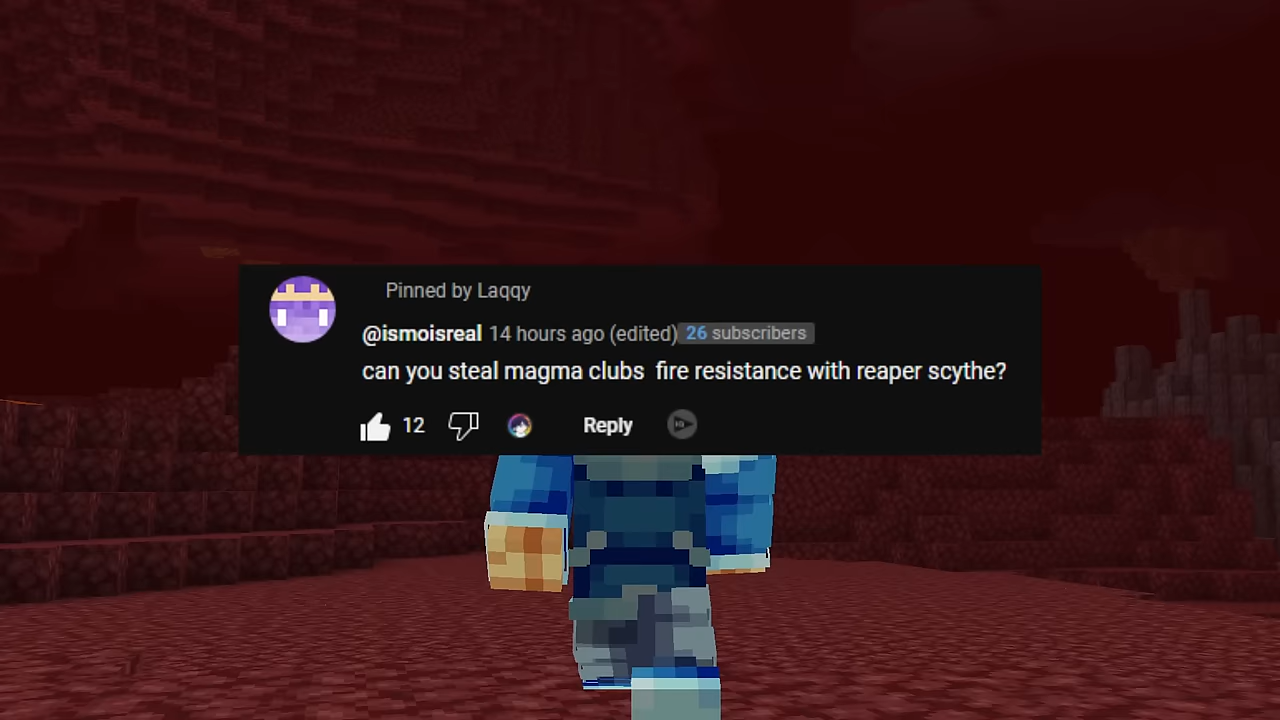 Pinned by Laqqy
@ismoisreal 14 hours ago (edited) 26 subscribers
can you steal magma clubs  fire resistance with reaper scythe?
12 Reply